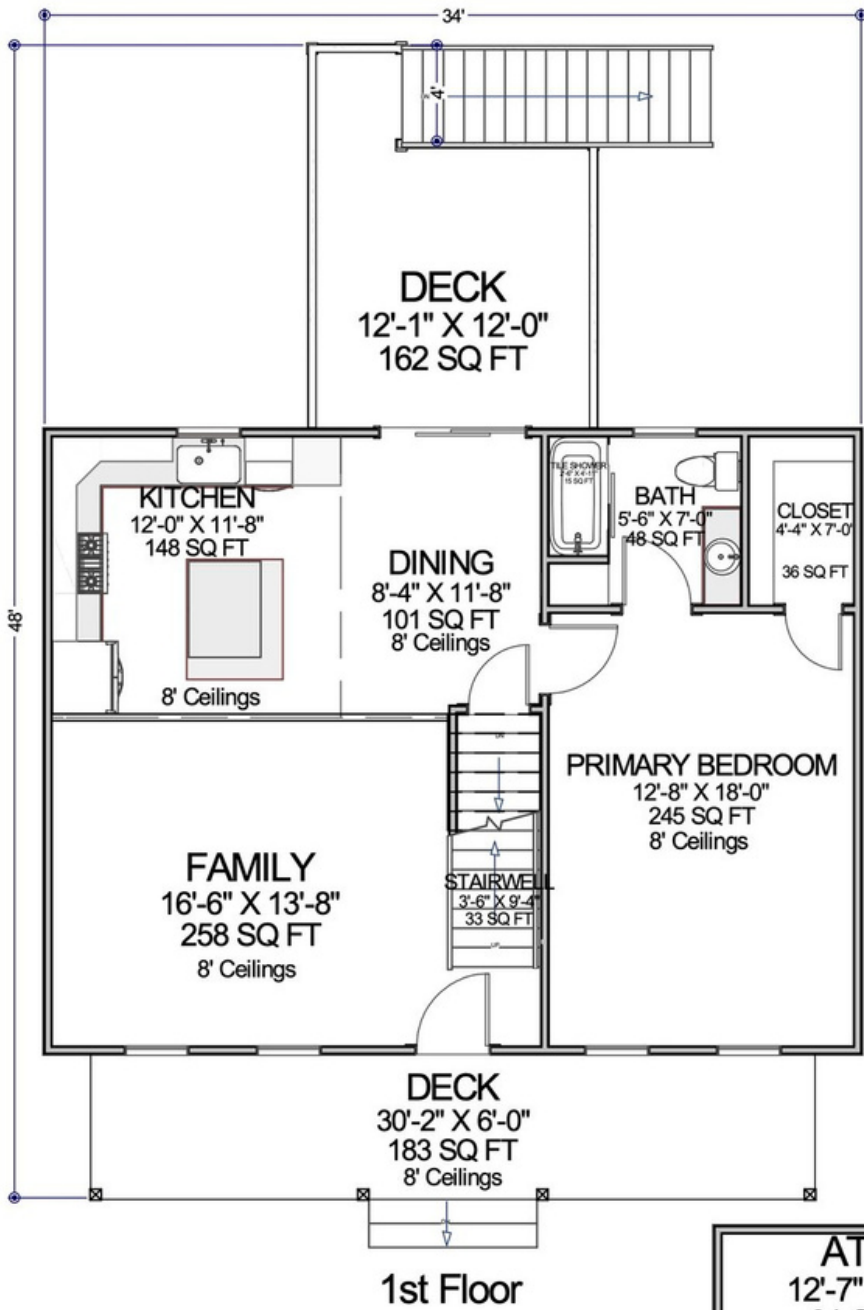 34'
4'
DECK
12'-1" X 12'-0"
162 SQ FT
48'
KITCHEN
12'-0" X 11'-8"
148 SQ FT
8' Ceilings
DINING
8'-4" X 11'-8"
101 SQ FT
8' Ceilings
TILE SHOWER
15 SQ FT
BATH
5'-6" X 7'-0"
48 SQ FT
CLOSET
4'-4" X 7'-0"
36 SQ FT
PRIMARY BEDROOM
12'-8" X 18'-0"
245 SQ FT
8' Ceilings
FAMILY
16'-6" X 13'-8"
258 SQ FT
8' Ceilings
STAIRWELL
3'-6" X 9'-4"
33 SQ FT
UP
DECK
30'-2" X 6'-0"
183 SQ FT
8' Ceilings
1st Floor
AT
12'-7"